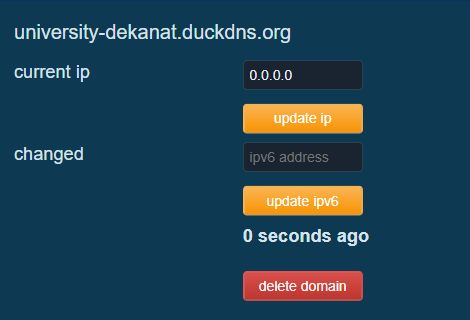 university-dekanat.duckdns.org
current ip
0.0.0.0
update ip
changed
ipv6 address
update ipv6
0 seconds ago
delete domain